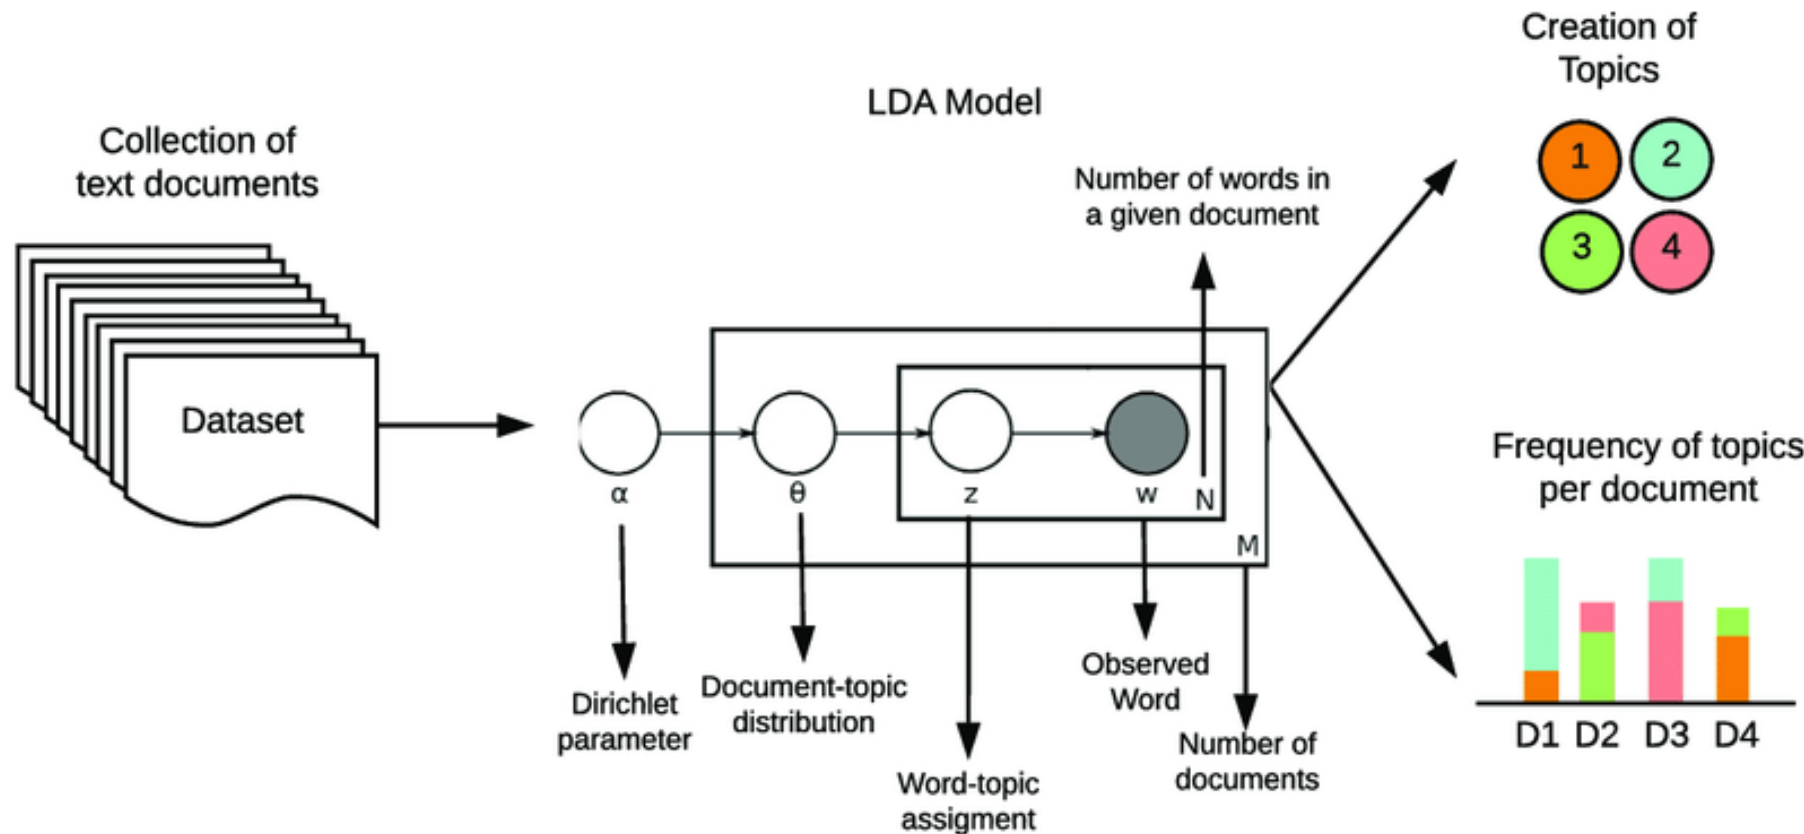 Collection of
text documents
Dataset
LDA Model
Number of words in
a given document
α
θ
z
w
N
M
Dirichlet
parameter
Document-topic
distribution
Word-topic
assigment
Observed
Word
Number of
documents
Creation of
Topics
1
2
3
4
Frequency of topics
per document
D1 D2 D3 D4